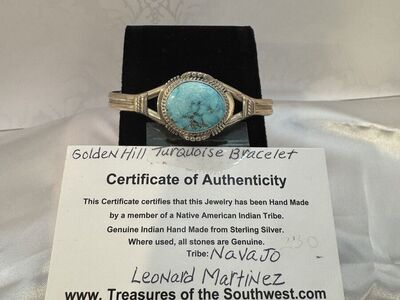 Golden Hill Turquoise Bracelet
Certificate of Authenticity
This Certificate certifies that this Jewelry has been Hand Made
by a member of a Native American Indian Tribe.
Genuine Indian Hand Made from Sterling Silver.
Where used, all stones are Genuine. 230
Tribe: Navajo
Leonard Martinez
www. Treasures of the Southwest.com